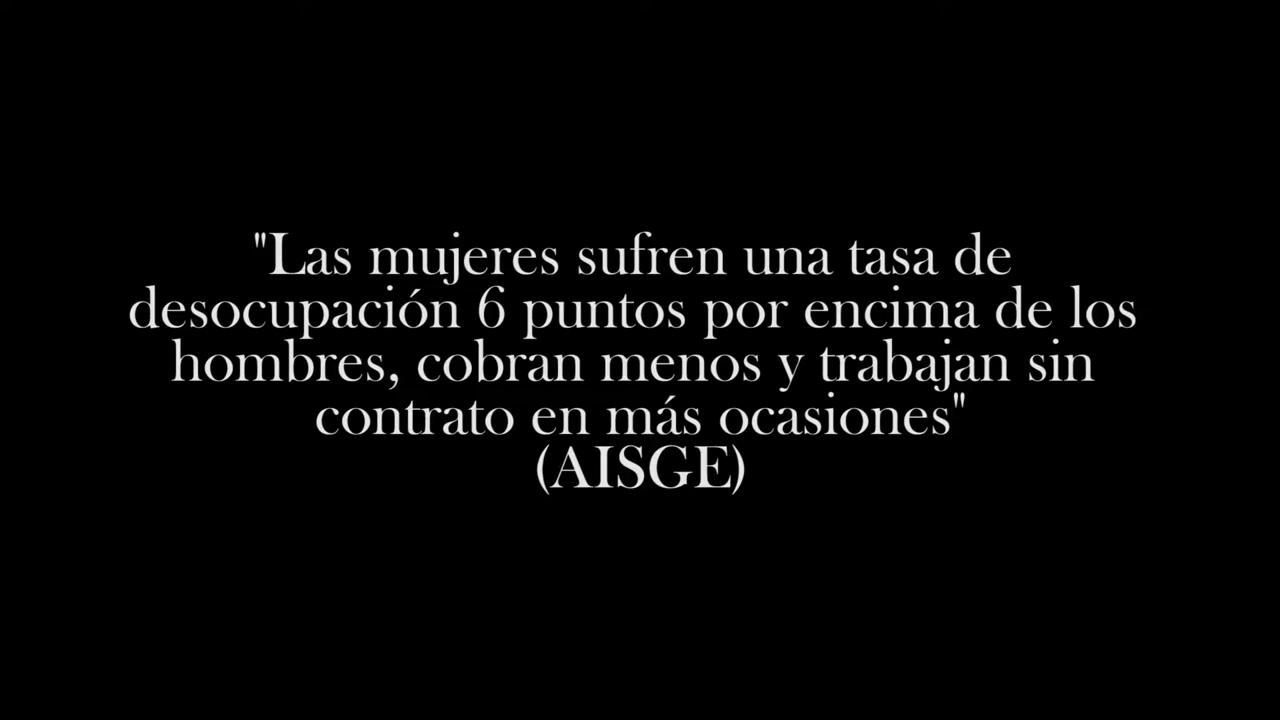 "Las mujeres sufren una tasa de
desocupación 6 puntos por encima de los
hombres, cobran menos y trabajan sin
contrato en más ocasiones"
(AISGE)